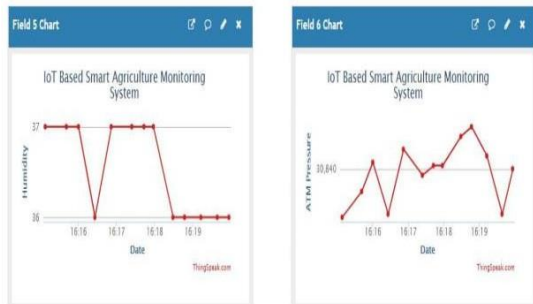 Field 5 Chart
IoT Based Smart Agriculture Monitoring
System
37
Humidity
36
16:16 16:17 16:18 16:19
Date
ThingSpeak.com
Field 6 Chart
IoT Based Smart Agriculture Monitoring
System
ATM Pressure
30,840
16:16 16:17 16:18 16:19
Date
ThingSpeak.com